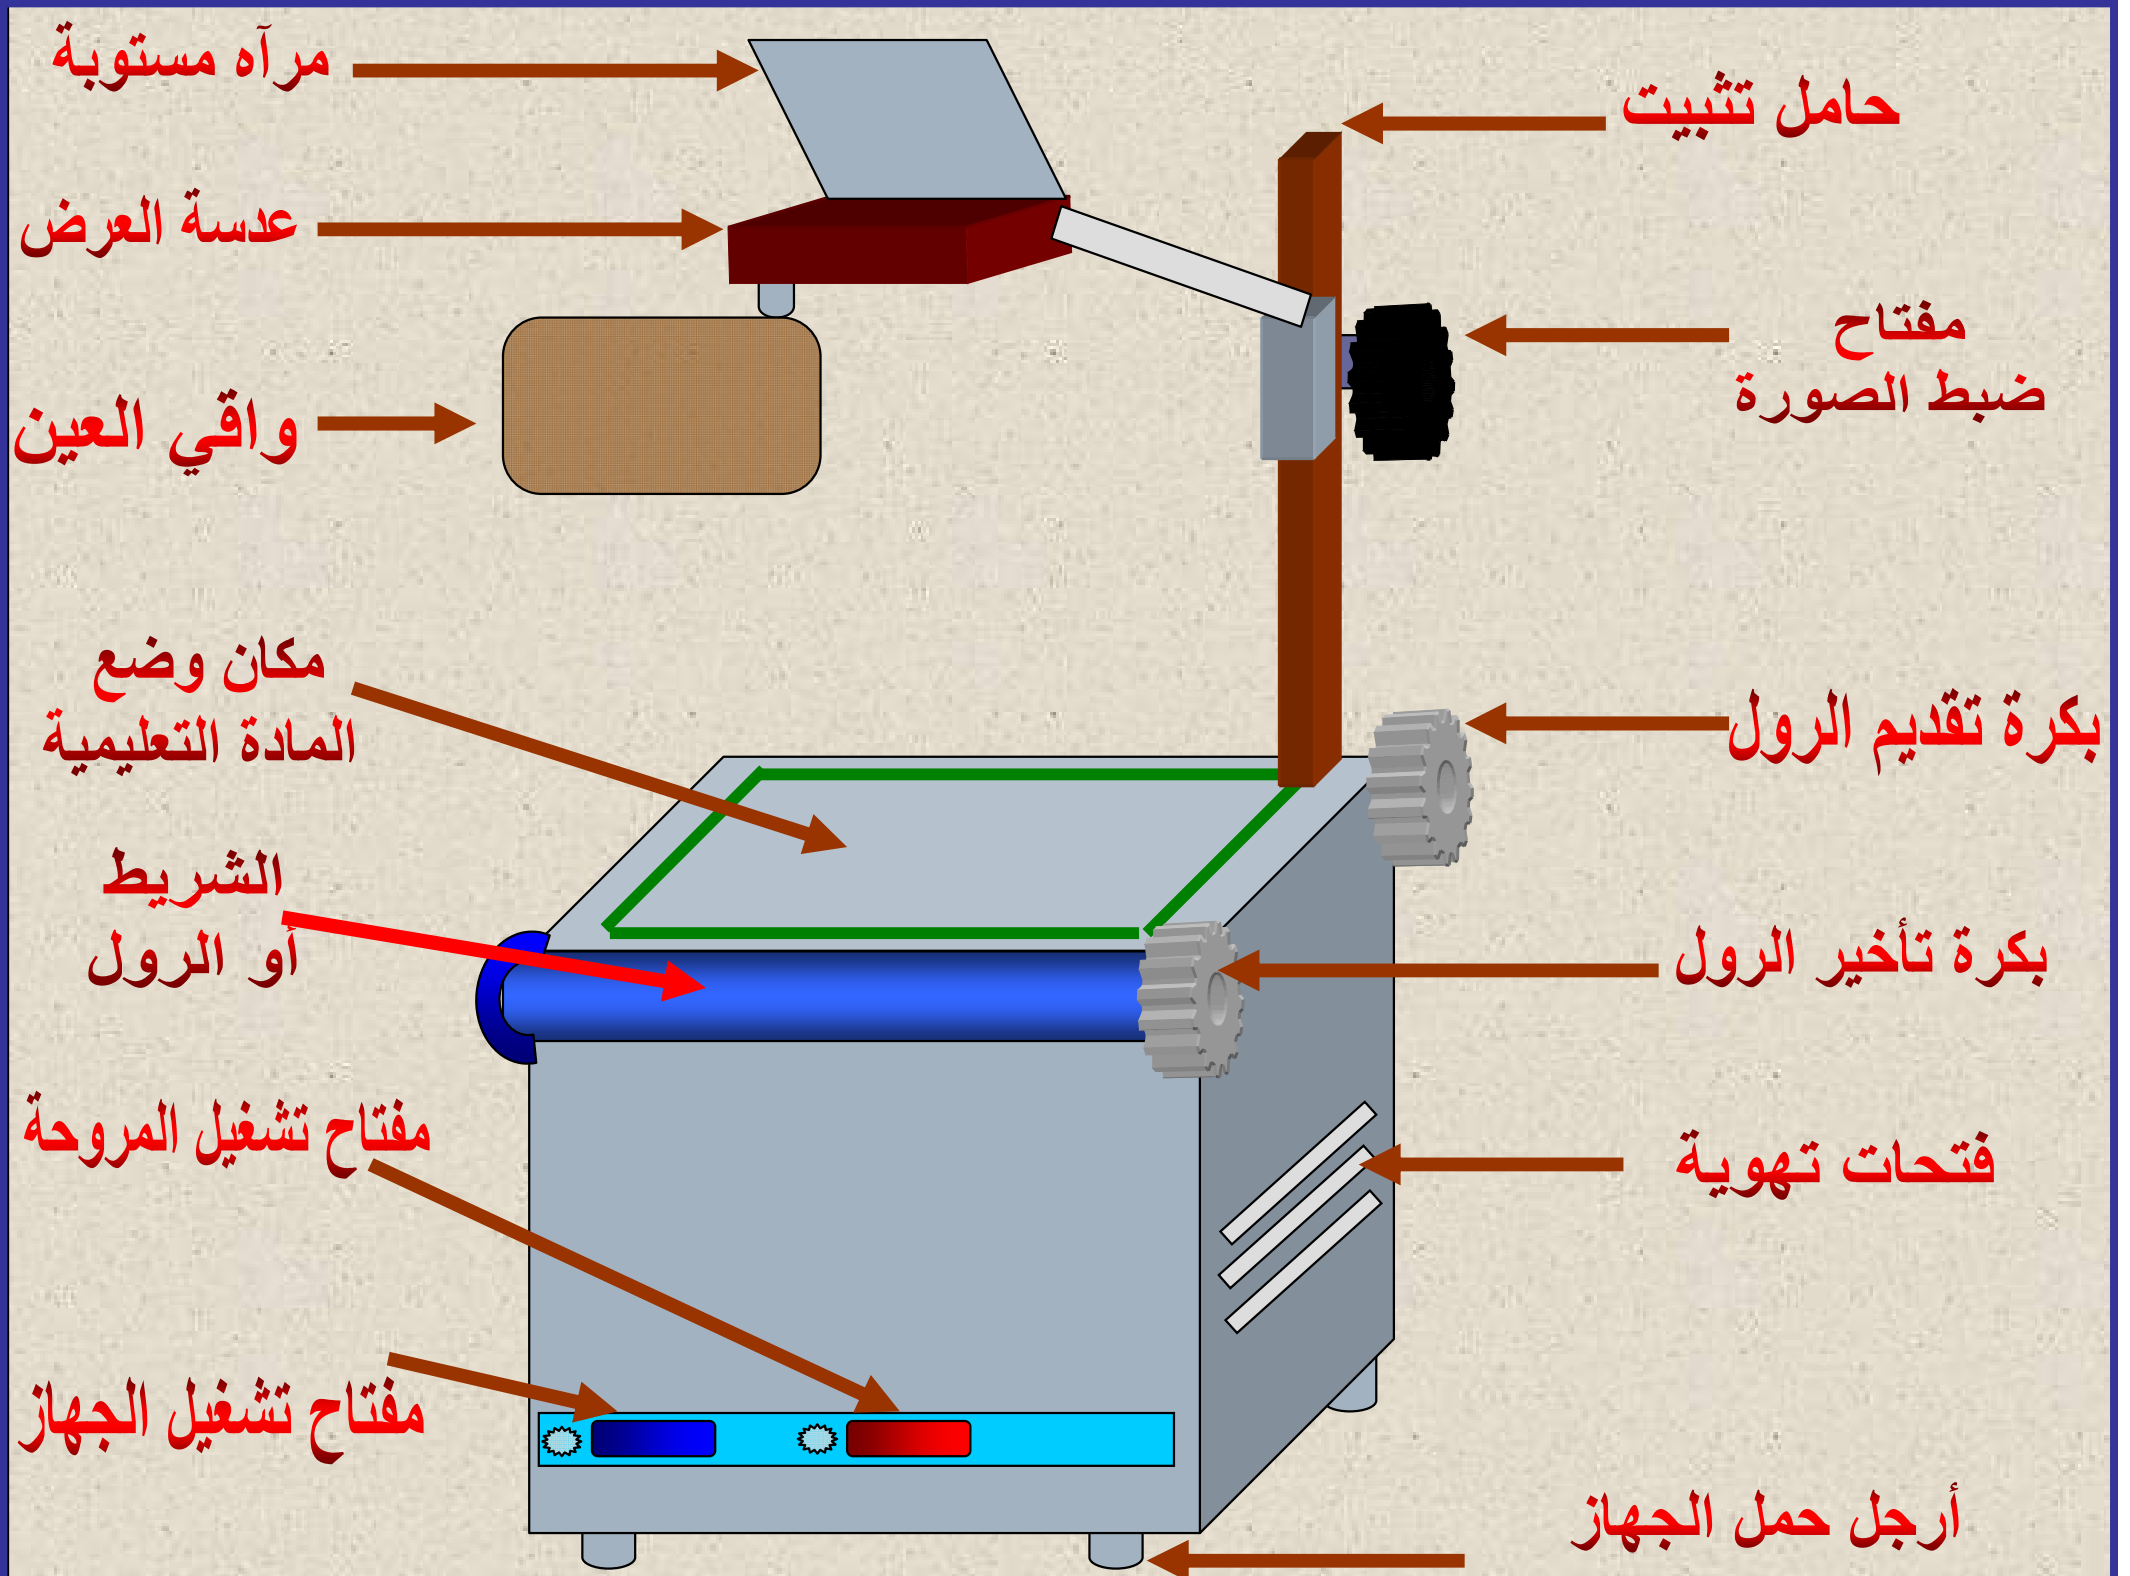 مرآه مستوبة
حامل تثبيت
عدسة العرض
مفتاح
ضبط الصورة
واقي العين
مكان وضع
المادة التعليمية
بكرة تقديم الرول
الشريط
أو الرول
بكرة تأخير الرول
مفتاح تشغيل المروحة
فتحات تهوية
مفتاح تشغيل الجهاز
أرجل حمل الجهاز